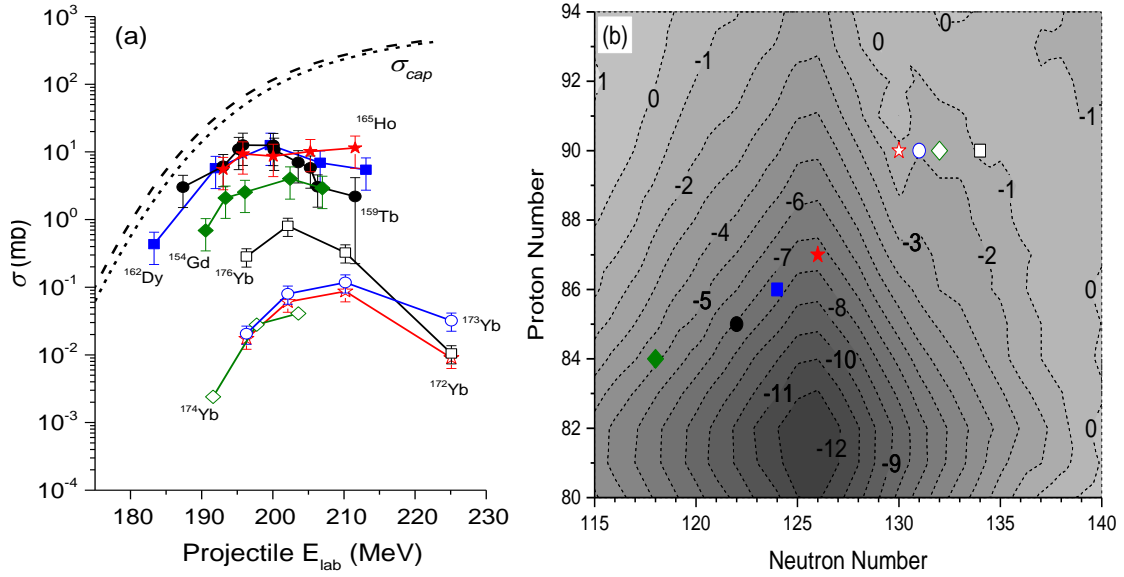 (a)
σcap
165Ho
159Tb
154Gd
162Dy
176Yb
173Yb
172Yb
174Yb
10^3
10^2
10^1
10^0
10^-1
10^-2
10^-3
10^-4
σ (mb)
180 190 200 210 220 230
Projectile Elab (MeV)
(b)
94
92
90
88
86
84
82
80
Proton Number
0
0
-1
0
1
0
-1
-1
-2
-6
-4
-3
-2
-7
-5
-8
0
-10
-11
0
-12
-9
115 120 125 130 135 140
Neutron Number